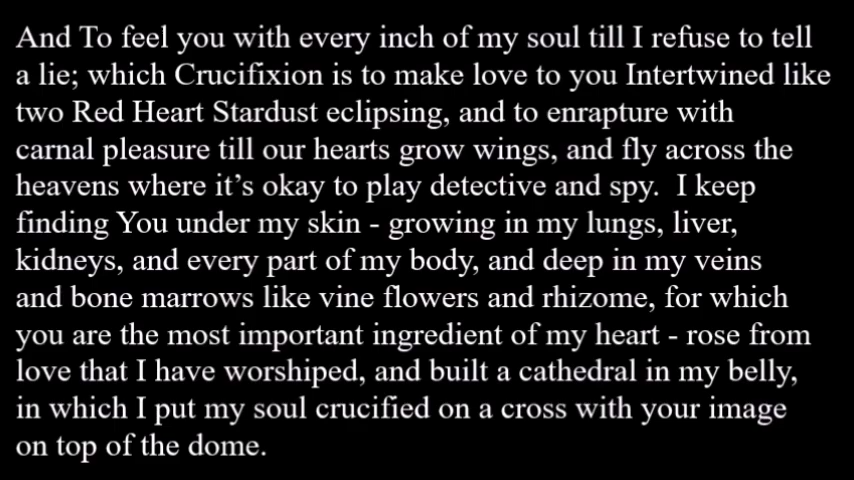 And To feel you with every inch of my soul till I refuse to tell
a lie; which Crucifixion is to make love to you Intertwined like
two Red Heart Stardust eclipsing, and to enrapture with
carnal pleasure till our hearts grow wings, and fly across the
heavens where it’s okay to play detective and spy.  I keep
finding You under my skin - growing in my lungs, liver,
kidneys, and every part of my body, and deep in my veins
and bone marrows like vine flowers and rhizome, for which
you are the most important ingredient of my heart - rose from
love that I have worshiped, and built a cathedral in my belly,
in which I put my soul crucified on a cross with your image
on top of the dome.